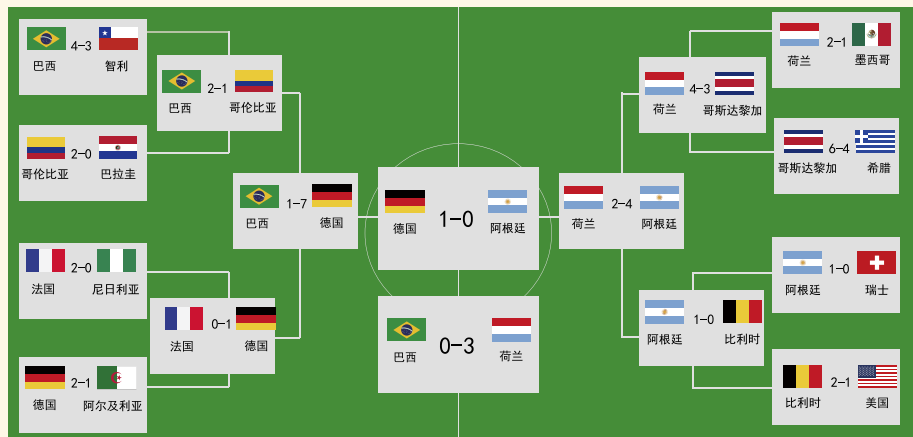 4-3
巴西 智利
2-0
哥伦比亚 巴拉圭
2-0
法国 尼日利亚
2-1
德国 阿尔及利亚
2-1
巴西 哥伦比亚
0-1
法国 德国
1-7
巴西 德国
1-0
德国 阿根廷
0-3
巴西 荷兰
2-4
荷兰 阿根廷
4-3
荷兰 哥斯达黎加
1-0
阿根廷 比利时
2-1
荷兰 墨西哥
6-4
哥斯达黎加 希腊
1-0
阿根廷 瑞士
2-1
比利时 美国